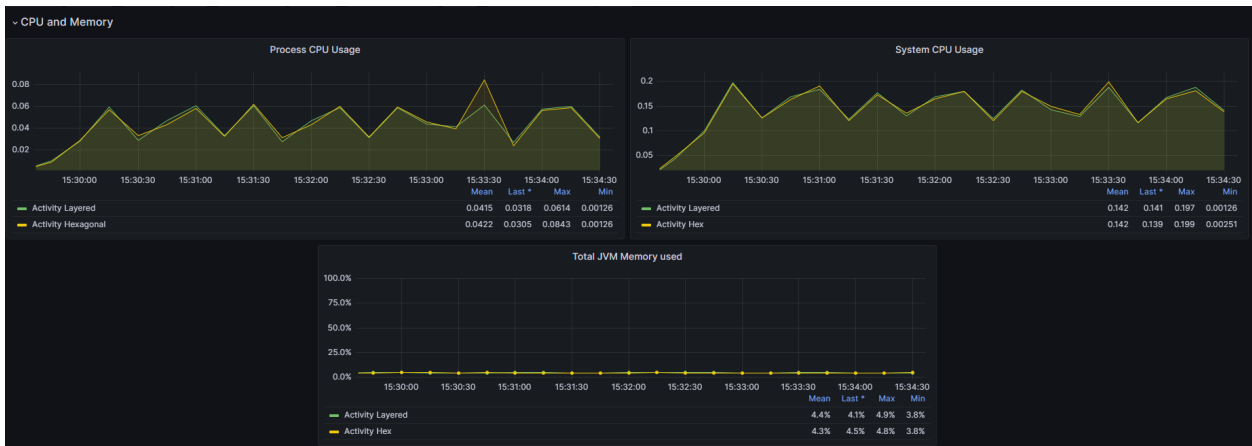 CPU and Memory
Process CPU Usage
0.08
0.06
0.04
0.02
15:30:00 15:30:30 15:31:00 15:31:30 15:32:00 15:32:30 15:33:00 15:33:30 15:34:00 15:34:30
Mean Last * Max Min
Activity Layered 0.0415 0.0318 0.0614 0.00126
Activity Hexagonal 0.0422 0.0305 0.0843 0.00126
System CPU Usage
0.2
0.15
0.1
0.05
15:30:00 15:30:30 15:31:00 15:31:30 15:32:00 15:32:30 15:33:00 15:33:30 15:34:00 15:34:30
Mean Last * Max Min
Activity Layered 0.142 0.141 0.197 0.00126
Activity Hex 0.142 0.139 0.199 0.00251
Total JVM Memory used
100.0%
75.0%
50.0%
25.0%
0.0%
15:30:00 15:30:30 15:31:00 15:31:30 15:32:00 15:32:30 15:33:00 15:33:30 15:34:00 15:34:30
Mean Last * Max Min
Activity Layered 4.4% 4.1% 4.9% 3.8%
Activity Hex 4.3% 4.5% 4.8% 3.8%